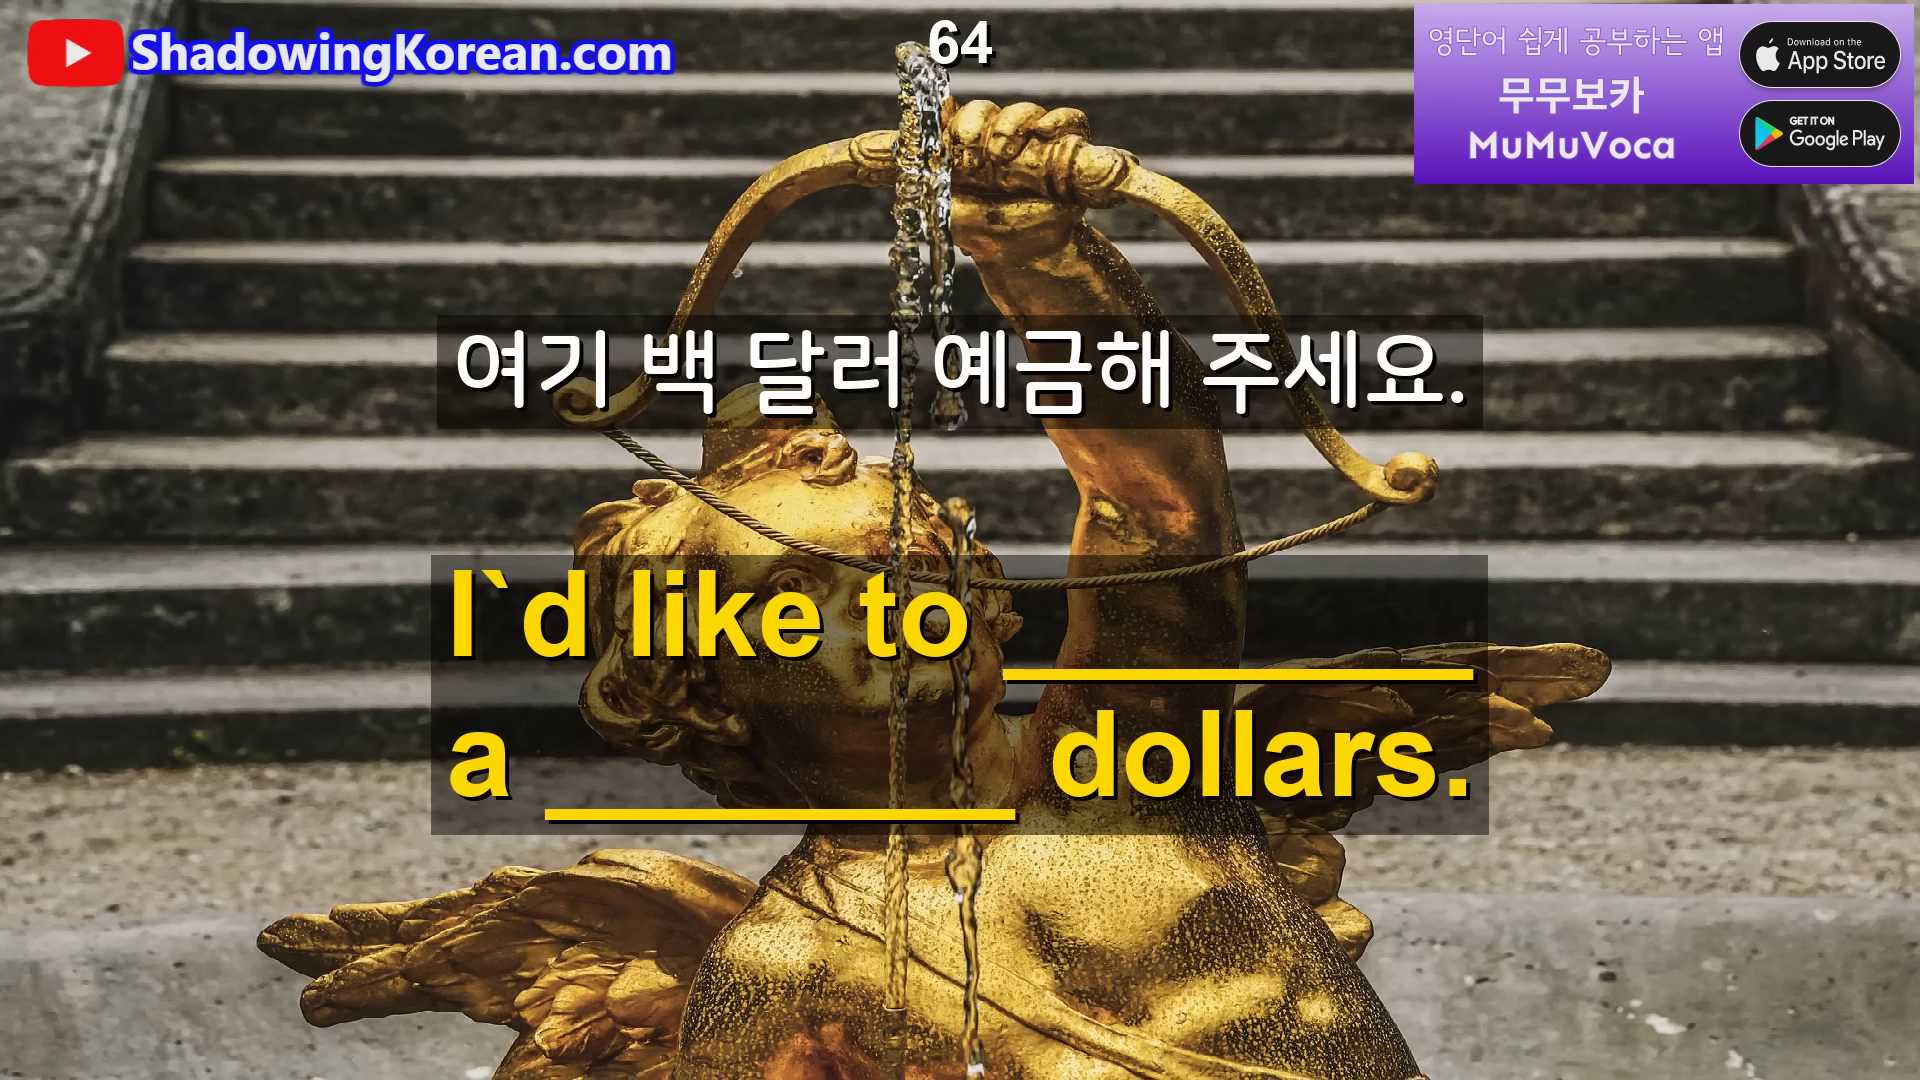 ShadowingKorean.com
64
영단어 쉽게 공부하는 앱
무무보카
MuMuVoca
Download on the
App Store
GET IT ON
Google Play
여기 백 달러 예금해 주세요.
I`d like to ________
a ________ dollars.